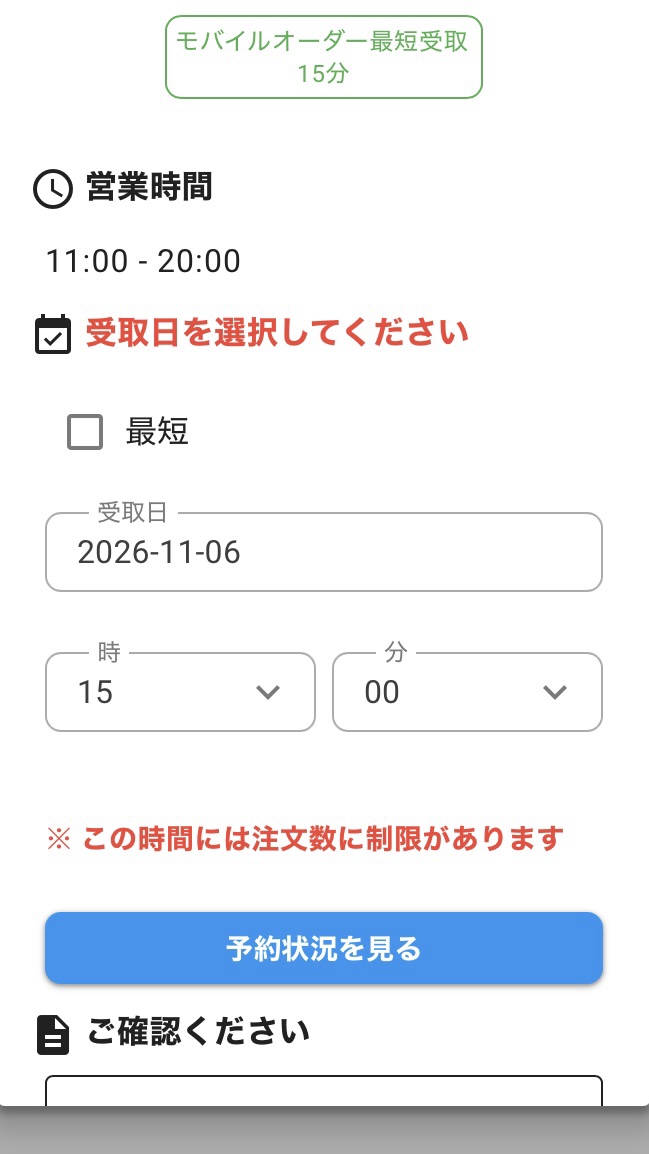 モバイルオーダー最短受取
15分
営業時間
11:00 - 20:00
受取日を選択してください
最短
受取日
2026-11-06
時
分
15
00
※ この時間には注文数に制限があります
予約状況を見る
ご確認ください